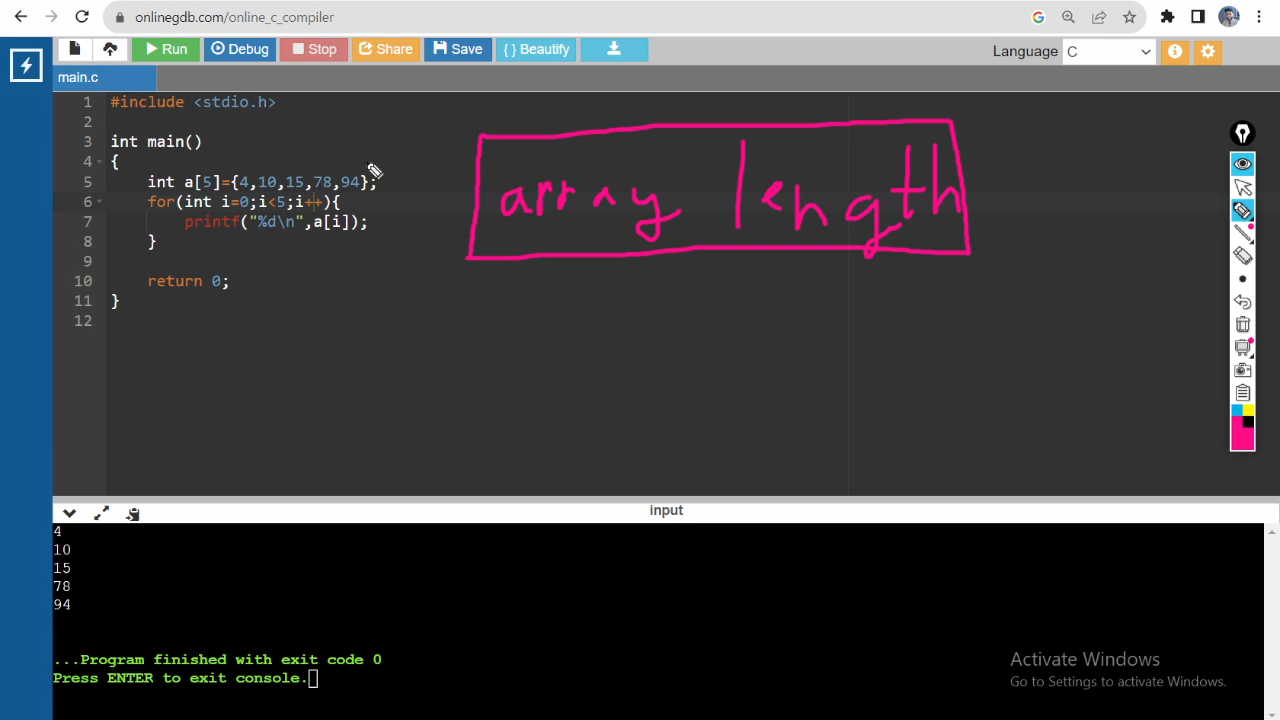 onlinegdb.com/online_c_compiler
Run Debug Stop Share Save { } Beautify Language C
main.c
1 #include <stdio.h>
2
3 int main()
4 {
5 int a[5]={4,10,15,78,94};
6 for(int i=0;i<5;i++){
7 printf("%d\n",a[i]);
8 }
9
10 return 0;
11 }
12
array length
input
4
10
15
78
94
...Program finished with exit code 0
Press ENTER to exit console.
Activate Windows
Go to Settings to activate Windows.